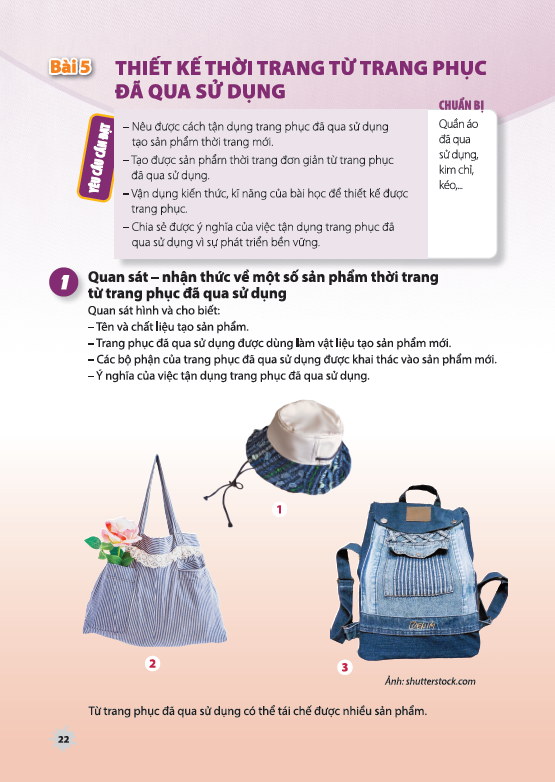 Bài 5
THIẾT KẾ THỜI TRANG TỪ TRANG PHỤC
ĐÃ QUA SỬ DỤNG
YÊU CẦU CẦN ĐẠT
– Nêu được cách tận dụng trang phục đã qua sử dụng
tạo sản phẩm thời trang mới.
– Tạo được sản phẩm thời trang đơn giản từ trang phục
đã qua sử dụng.
– Vận dụng kiến thức, kĩ năng của bài học để thiết kế được
trang phục.
– Chia sẻ được ý nghĩa của việc tận dụng trang phục đã
qua sử dụng vì sự phát triển bền vững.
CHUẨN BỊ
Quần áo
đã qua
sử dụng,
kim chỉ,
kéo,...
1
Quan sát – nhận thức về một số sản phẩm thời trang
từ trang phục đã qua sử dụng
Quan sát hình và cho biết:
– Tên và chất liệu tạo sản phẩm.
– Trang phục đã qua sử dụng được dùng làm vật liệu tạo sản phẩm mới.
– Các bộ phận của trang phục đã qua sử dụng được khai thác vào sản phẩm mới.
– Ý nghĩa của việc tận dụng trang phục đã qua sử dụng.
1
2
3
Ảnh: shutterstock.com
Từ trang phục đã qua sử dụng có thể tái chế được nhiều sản phẩm.
22